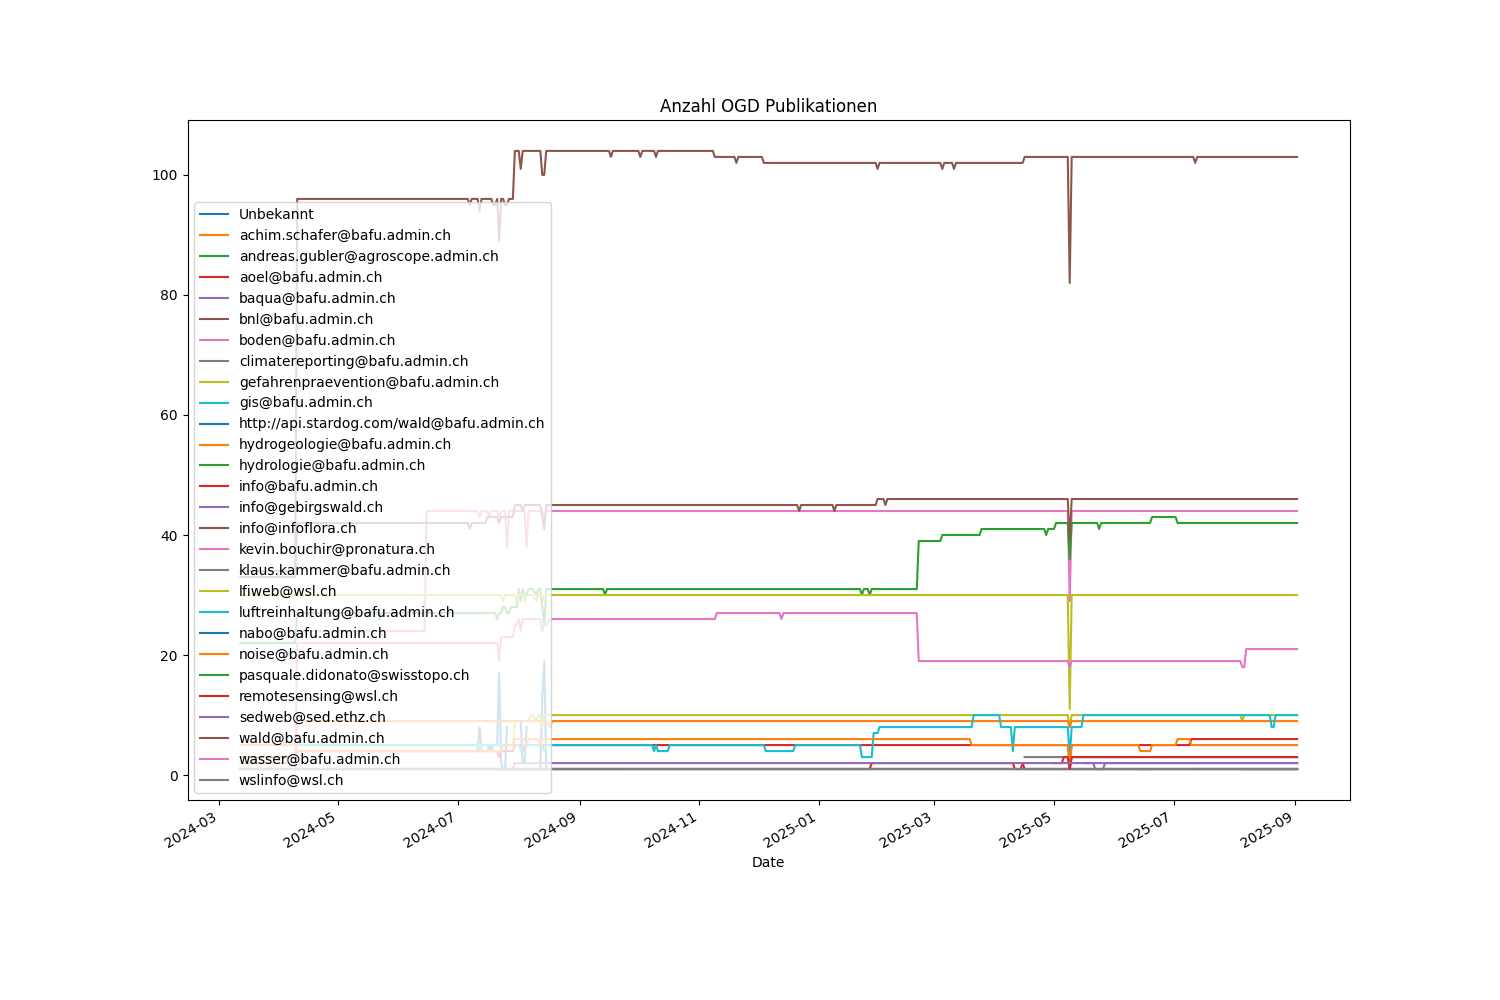 Anzahl OGD Publikationen
100
80
60
40
20
0
Unbekannt
achim.schafer@bafu.admin.ch
andreas.gubler@agroscope.admin.ch
aoel@bafu.admin.ch
baqua@bafu.admin.ch
bnl@bafu.admin.ch
boden@bafu.admin.ch
climatereporting@bafu.admin.ch
gefahrenpraevention@bafu.admin.ch
gis@bafu.admin.ch
http://api.stardog.com/wald@bafu.admin.ch
hydrogeologie@bafu.admin.ch
hydrologie@bafu.admin.ch
info@bafu.admin.ch
info@gebirgswald.ch
info@infoflora.ch
kevin.bouchir@pronatura.ch
klaus.kammer@bafu.admin.ch
lfiweb@wsl.ch
luftreinhaltung@bafu.admin.ch
nabo@bafu.admin.ch
noise@bafu.admin.ch
pasquale.didonato@swisstopo.ch
remotesensing@wsl.ch
sedweb@sed.ethz.ch
wald@bafu.admin.ch
wasser@bafu.admin.ch
wslinfo@wsl.ch
2024-03
2024-05
2024-07
2024-09
2024-11
2025-01
2025-03
2025-05
2025-07
2025-09
Date